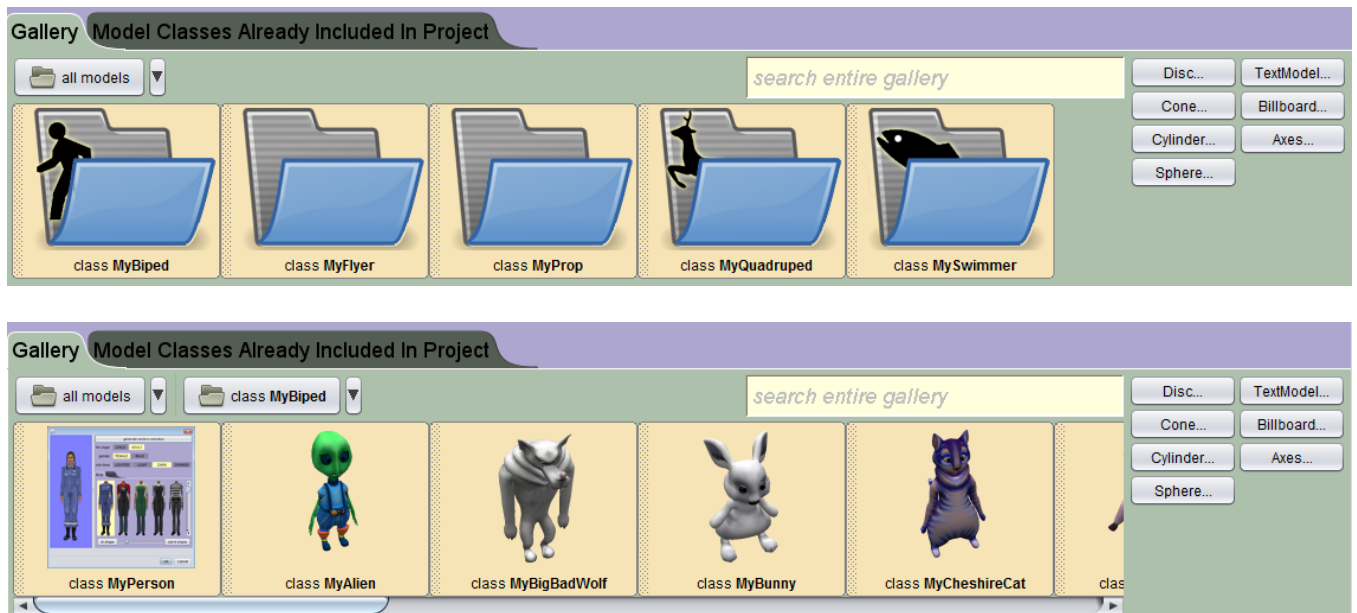 Gallery Model Classes Already Included In Project
all models
search entire gallery
Disc... TextModel...
Cone... Billboard...
Cylinder... Axes...
Sphere...
class MyBiped class MyFlyer class MyProp class MyQuadruped class MySwimmer
Gallery Model Classes Already Included In Project
all models class MyBiped
search entire gallery
Disc... TextModel...
Cone... Billboard...
Cylinder... Axes...
Sphere...
class MyPerson class MyAlien class MyBigBadWolf class MyBunny class MyCheshireCat clas